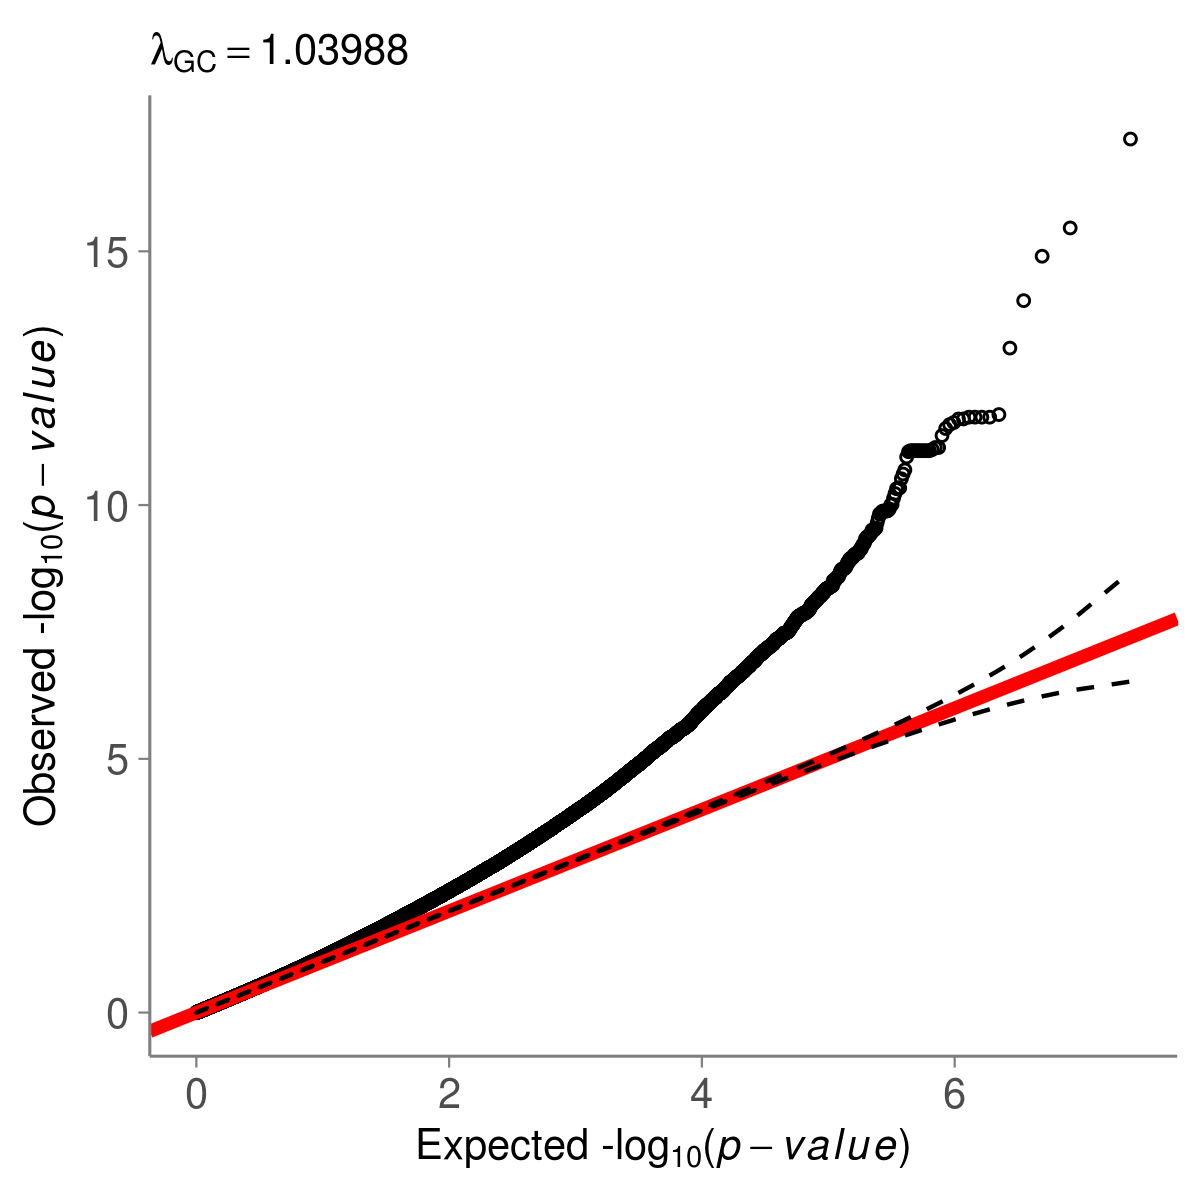 λGC = 1.03988
15
10
5
0
Observed -log10(p − value)
0 2 4 6
Expected -log10(p − value)